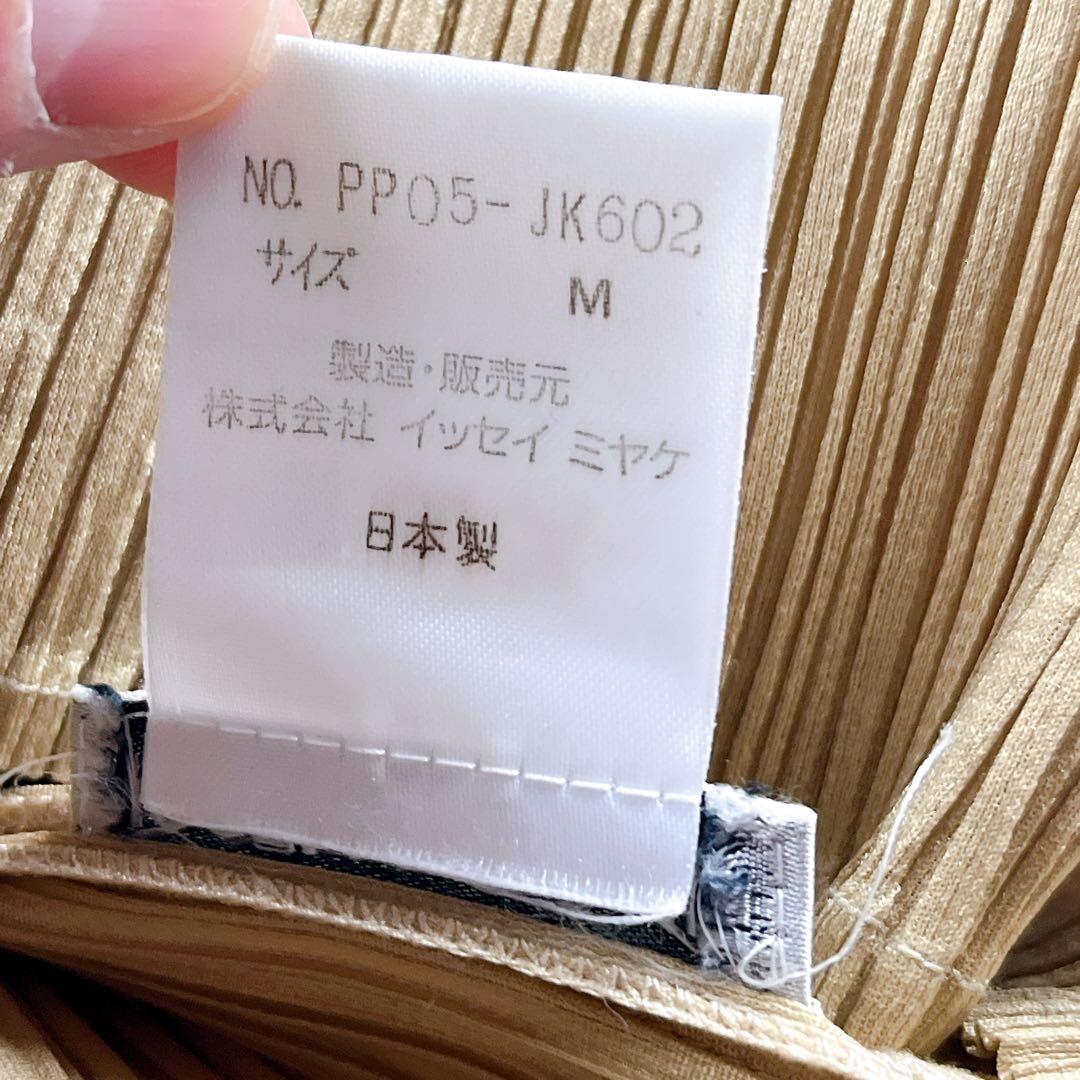 NO. PP05-JK602
サイズ M
製造・販売元
株式会社 イッセイ ミヤケ
日本製